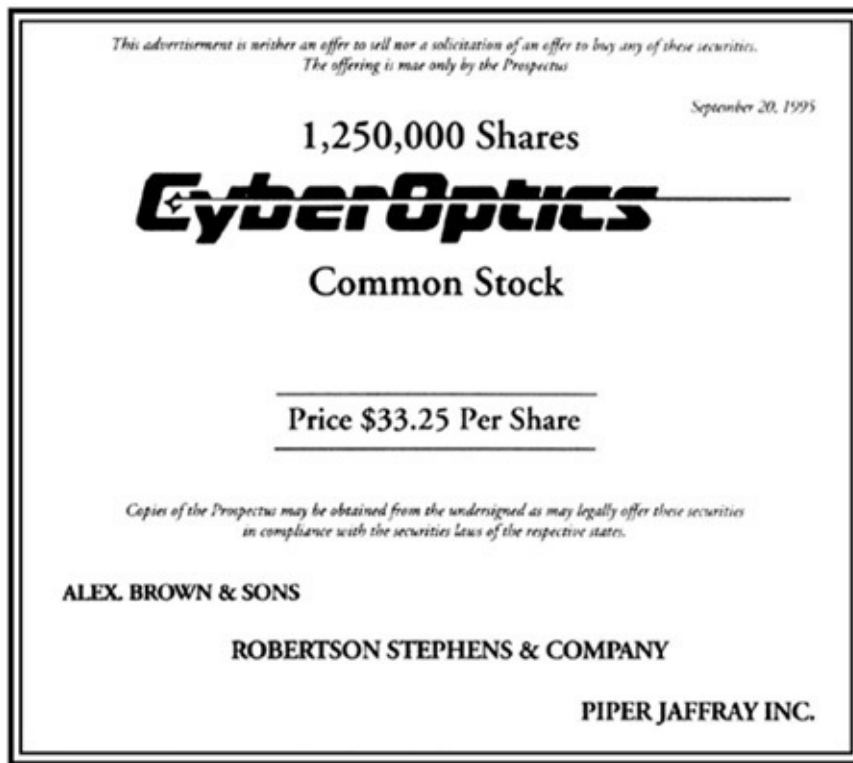 This advertisement is neither an offer to sell nor a solicitation of an offer to buy any of these securities.
The offering is mae only by the Prospectus
September 20, 1995
1,250,000 Shares
CyberOptics
Common Stock
Price $33.25 Per Share
Copies of the Prospectus may be obtained from the undersigned as may legally offer these securities
in compliance with the securities laws of the respective states.
ALEX. BROWN & SONS
ROBERTSON STEPHENS & COMPANY
PIPER JAFFRAY INC.